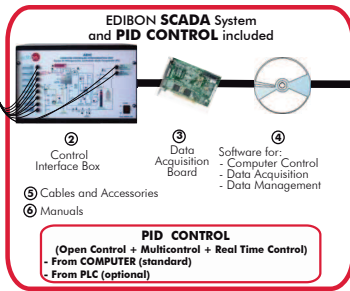 EDIBON SCADA System
and PID CONTROL included
2
Control
Interface Box
3
Data
Acquisition
Board
4
Software for:
- Computer Control
- Data Acquisition
- Data Management
5 Cables and Accessories
6 Manuals
PID CONTROL
(Open Control + Multicontrol + Real Time Control)
- From COMPUTER (standard)
- From PLC (optional)